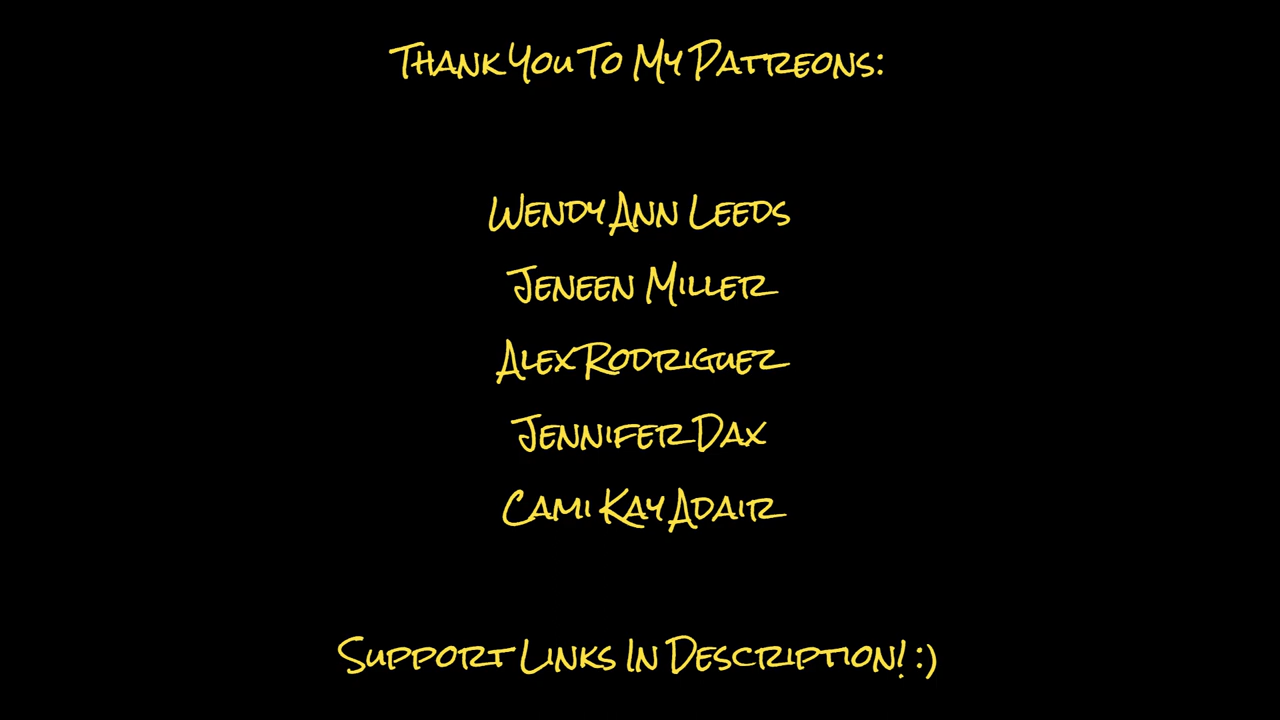 Thank You To My Patreons:
Wendy Ann Leeds
Jeneen Miller
Alex Rodriguez
Jennifer Dax
Cami Kay Adair
Support Links In Description! :)